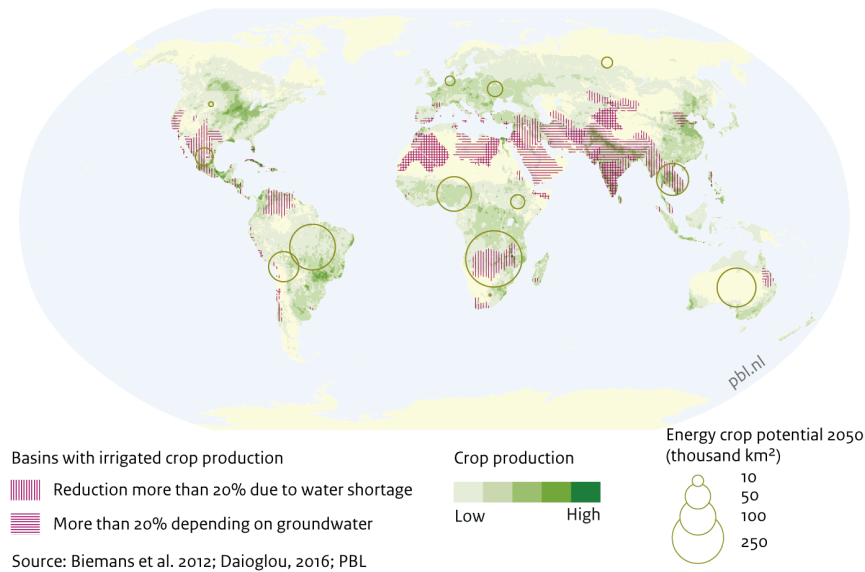 pbl.nl
Basins with irrigated crop production
Reduction more than 20% due to water shortage
More than 20% depending on groundwater
Source: Biemans et al. 2012; Daioglou, 2016; PBL
Crop production
Low High
Energy crop potential 2050
(thousand km²)
10
50
100
250